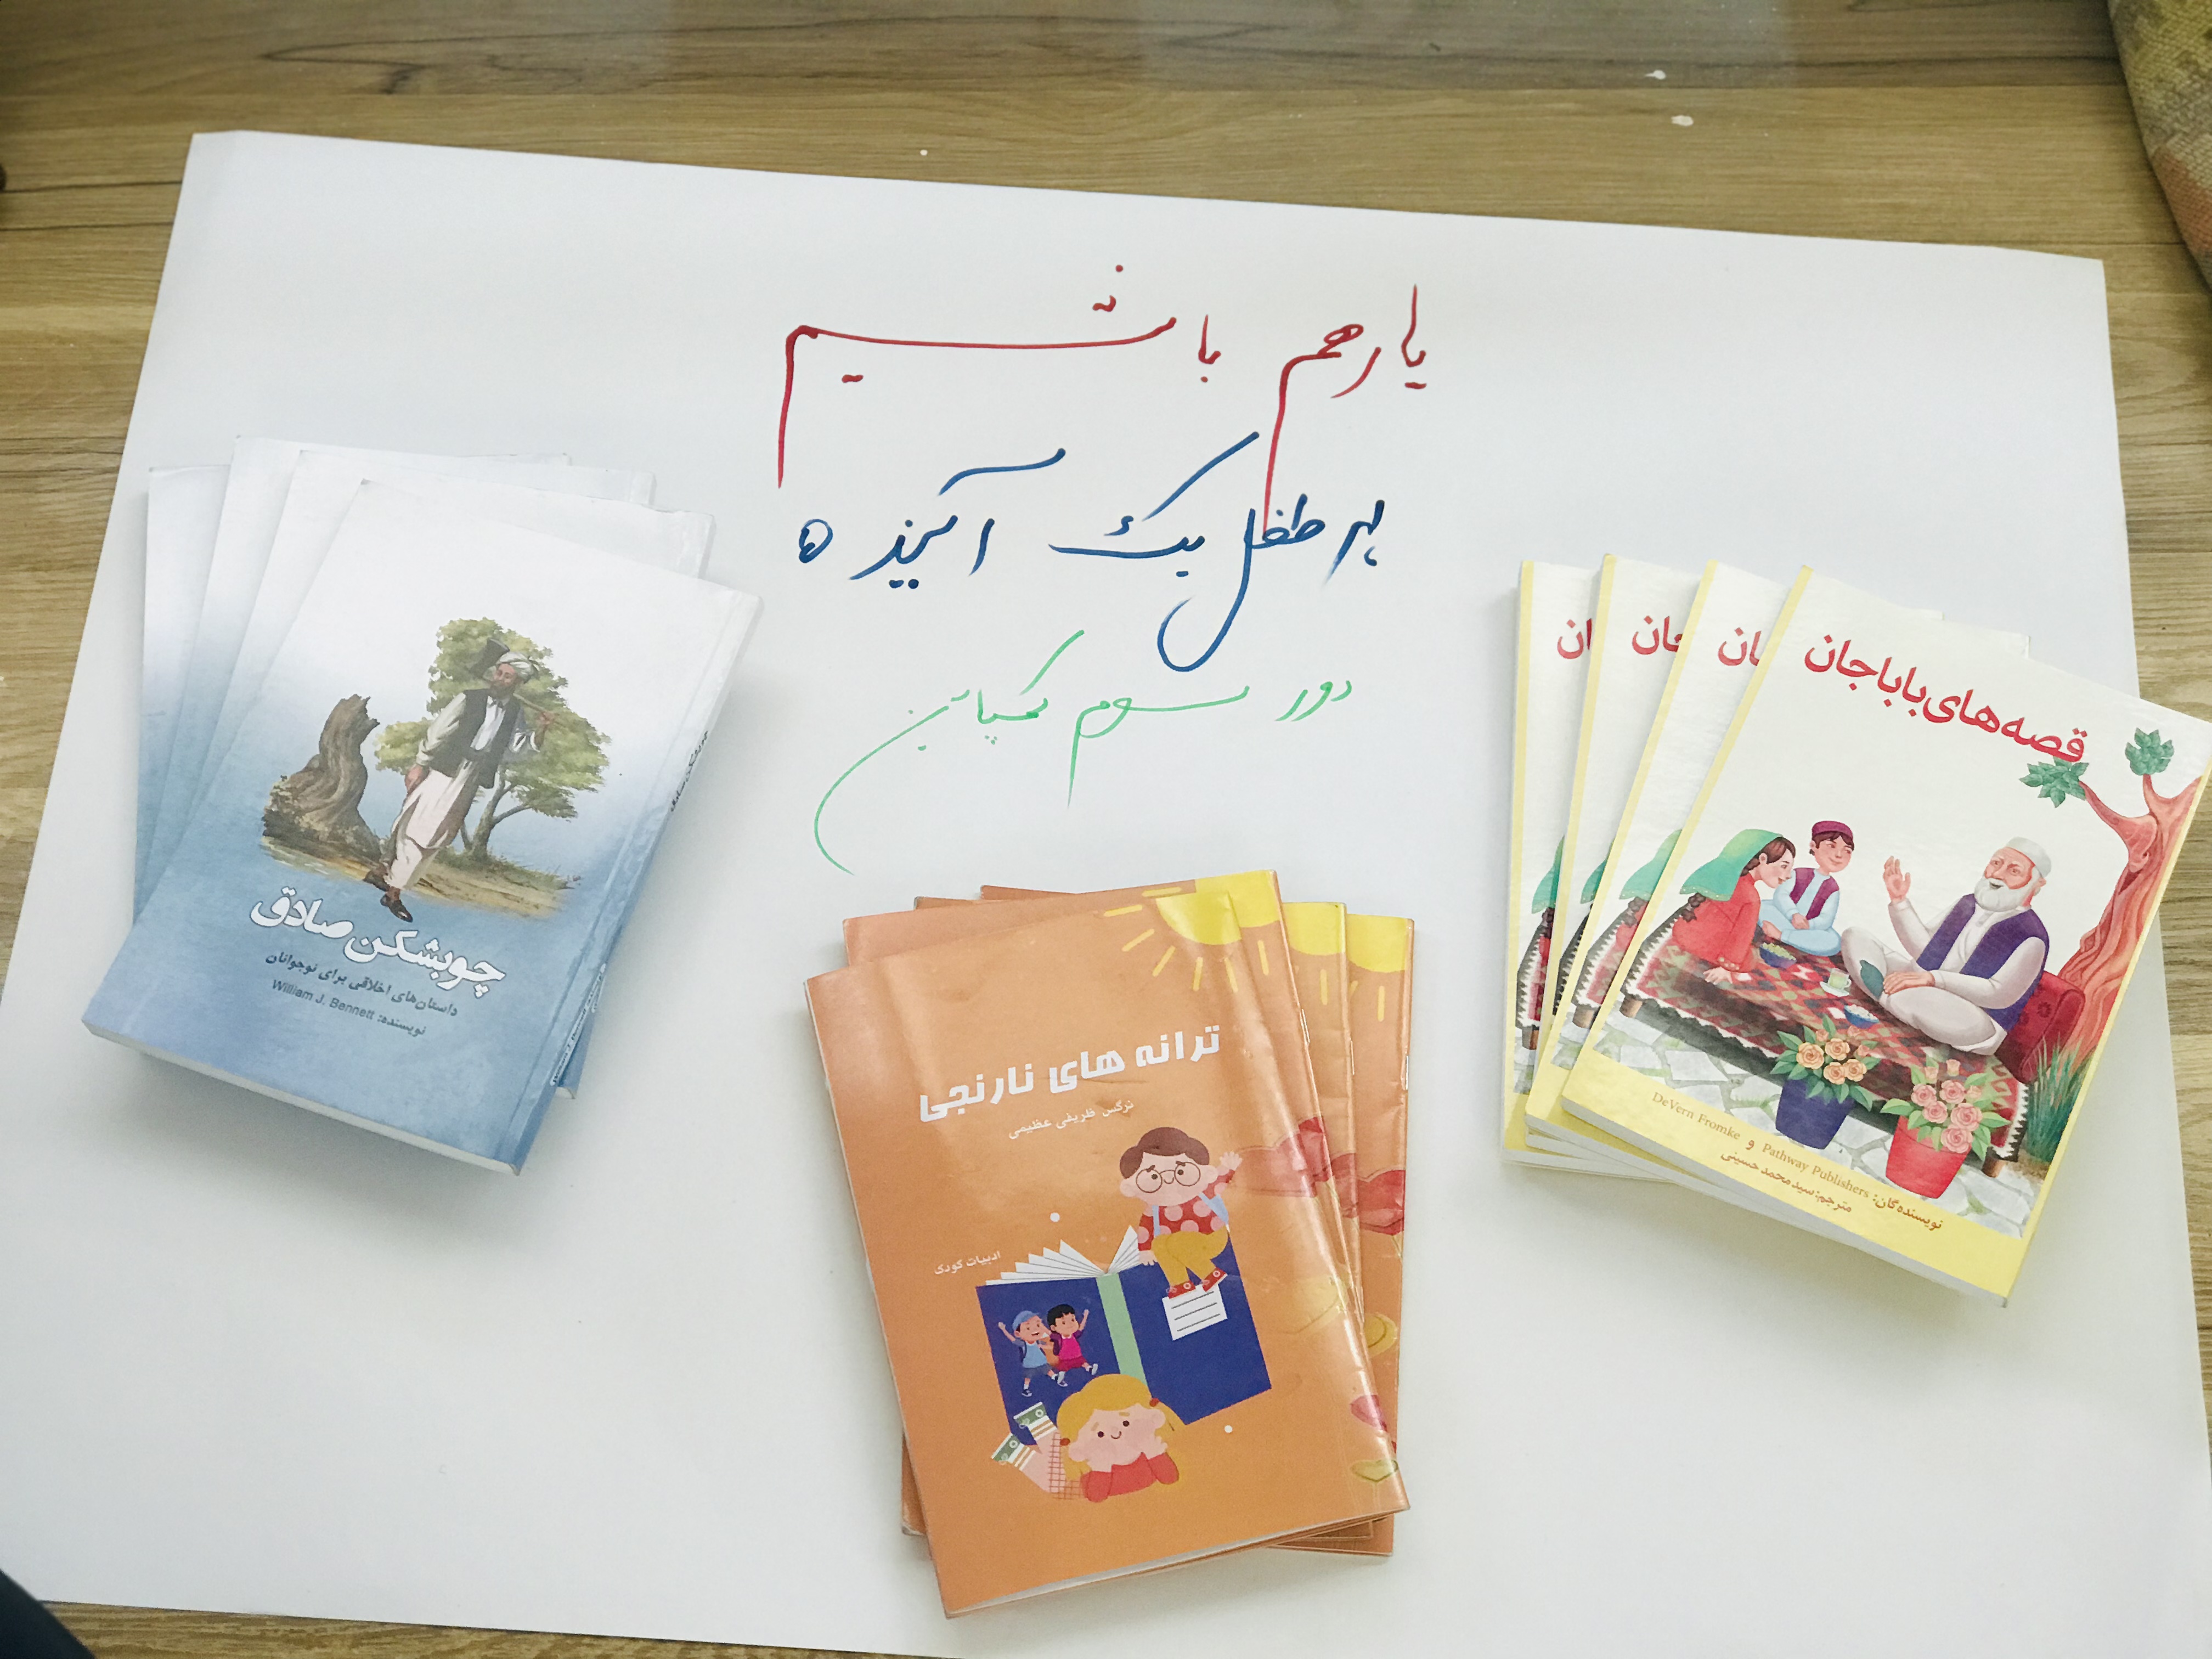 یار هم باشیم
هر طفل یک آینده
دور سوم کمپاین
چوبشکن صادق
داستان‌های اخلاقی برای نوجوانان
نویسنده: William J. Bennett
ترانه های نارنجی
نرگس ظریفی عظیمی
ادبیات کودک
قصه‌های باباجان
نویسنده‌گان: Pathway Publishers و DeVern Fromke
مترجم: سید محمد حسینی
جان
جان